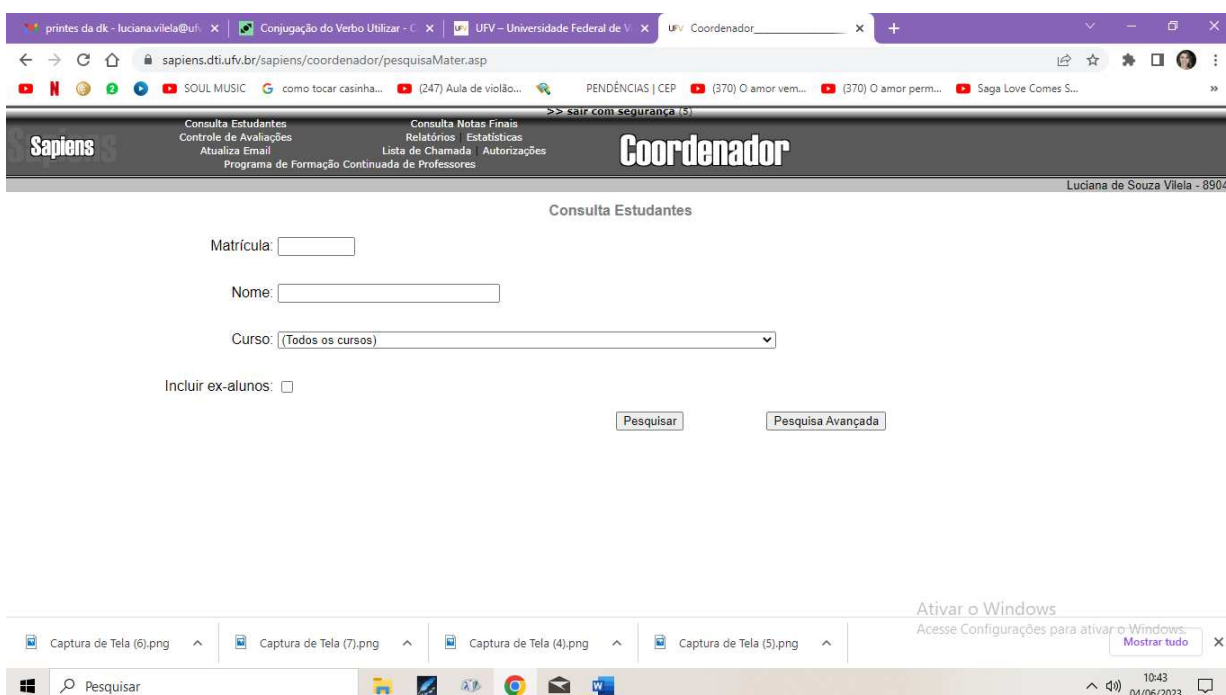 printes da dk - luciana.vilela@ufv
Conjugação do Verbo Utilizar - C
UFV – Universidade Federal de V
UFV Coordenador_
sapiens.dti.ufv.br/sapiens/coordenador/pesquisaMater.asp
SOUL MUSIC
como tocar casinha...
(247) Aula de violão...
PENDÊNCIAS | CEP
(370) O amor vem...
(370) O amor perm...
Saga Love Comes S...
>> sair com segurança (5)
Sapiens
Consulta Estudantes Consulta Notas Finais
Controle de Avaliações Relatórios | Estatísticas
Atualiza Email Lista de Chamada | Autorizações
Programa de Formação Continuada de Professores
Coordenador
Luciana de Souza Vilela - 8904
Consulta Estudantes
Matrícula:
Nome:
Curso: (Todos os cursos)
Incluir ex-alunos:
Pesquisar Pesquisa Avançada
Ativar o Windows
Acesse Configurações para ativar o Windows.
Captura de Tela (6).png
Captura de Tela (7).png
Captura de Tela (4).png
Captura de Tela (5).png
Mostrar tudo
Pesquisar
10:43
04/06/2023